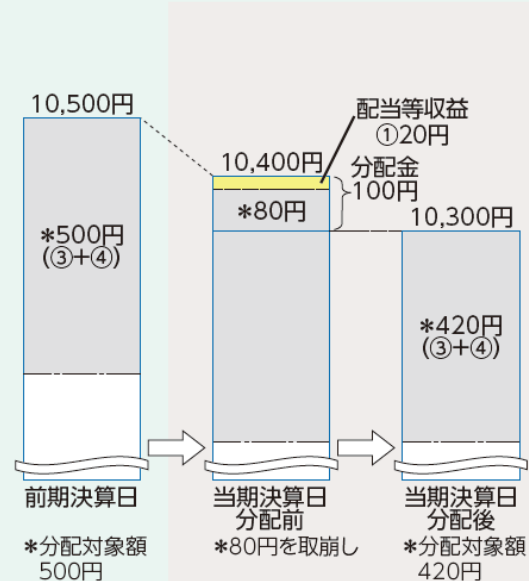 10,500円
配当等収益
①20円
10,400円
分配金
100円
*80円
10,300円
*500円
(③+④)
*420円
(③+④)
前期決算日
当期決算日
分配前
当期決算日
分配後
*分配対象額
500円
*80円を取崩し
*分配対象額
420円